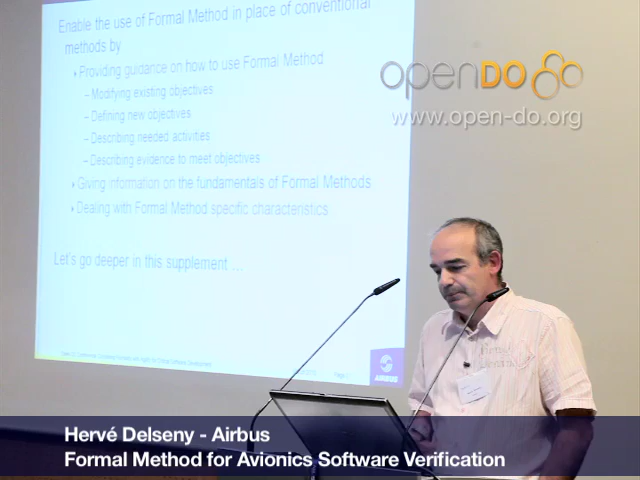 Enable the use of Formal Method in place of conventional
methods by
Providing guidance on how to use Formal Method
– Modifying existing objectives
– Defining new objectives
– Describing needed activities
– Describing evidence to meet objectives
Giving information on the fundamentals of Formal Methods
Dealing with Formal Method specific characteristics
Let's go deeper in this supplement ...
AIRBUS
openDO
www.open-do.org
Hervé Delseny - Airbus
Formal Method for Avionics Software Verification